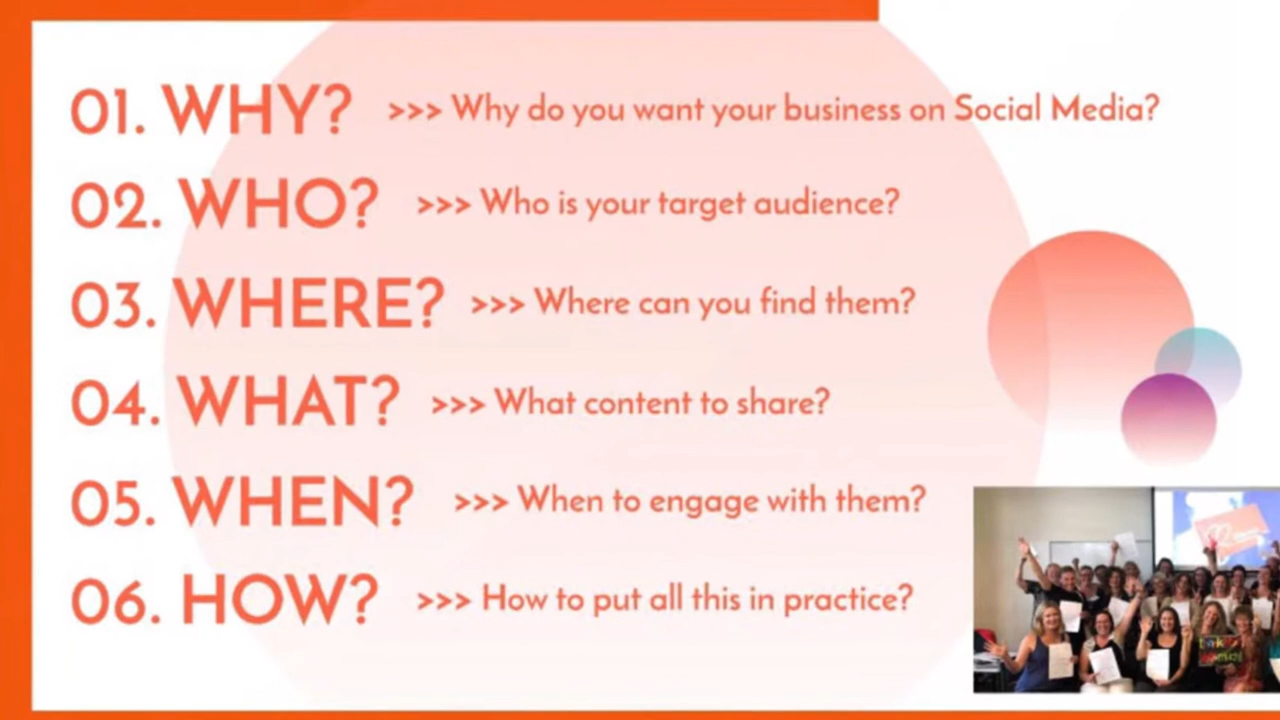 01. WHY? >>> Why do you want your business on Social Media?
02. WHO? >>> Who is your target audience?
03. WHERE? >>> Where can you find them?
04. WHAT? >>> What content to share?
05. WHEN? >>> When to engage with them?
06. HOW? >>> How to put all this in practice?